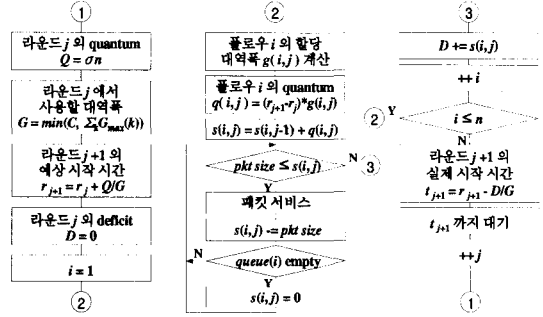 ①
라운드 j 의 quantum
Q = σn
라운드 j 에서
사용할 대역폭
G = min(C, Σ_k G_max(k))
라운드 j+1 의
예상 시작 시간
r_{j+1} = r_j + Q/G
라운드 j 의 deficit
D = 0
i = 1
②
②
플로우 i 의 할당
대역폭 g(i,j) 계산
플로우 i 의 quantum
q(i,j) = (r_{j+1}-r_j)*g(i,j)
s(i,j) = s(i,j-1) + q(i,j)
pkt size ≤ s(i,j)
N
③
Y
패킷 서비스
s(i,j) -= pkt size
N
queue(i) empty
Y
s(i,j) = 0
③
D += s(i,j)
++i
②
Y
i ≤ n
N
라운드 j+1 의
실제 시작 시간
t_{j+1} = r_{j+1} - D/G
t_{j+1} 까지 대기
++j
①